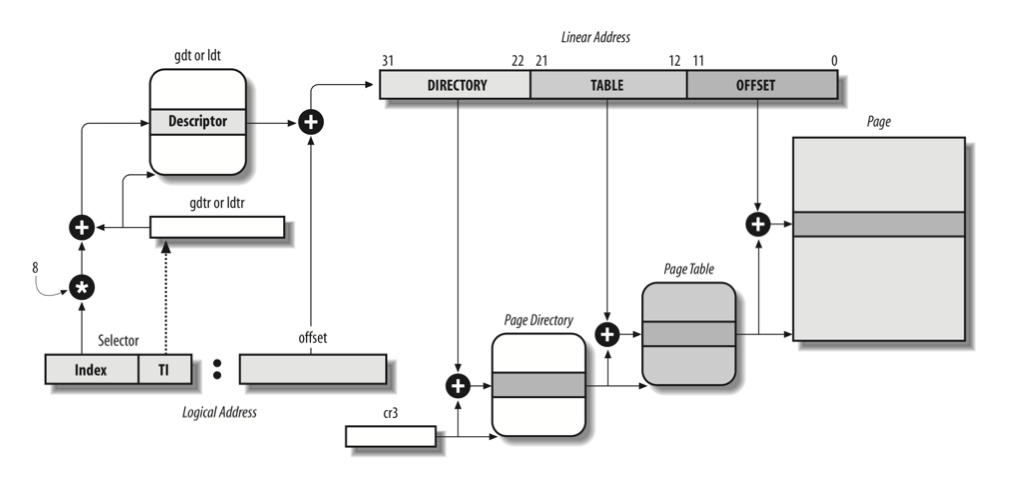 Linear Address
31 22 21 12 11 0
DIRECTORY TABLE OFFSET
gdt or ldt
Descriptor
+
Page
gdtr or ldtr
+
+
8
*
Page Table
Selector
offset
Page Directory
+
Index TI :
+
Logical Address
cr3